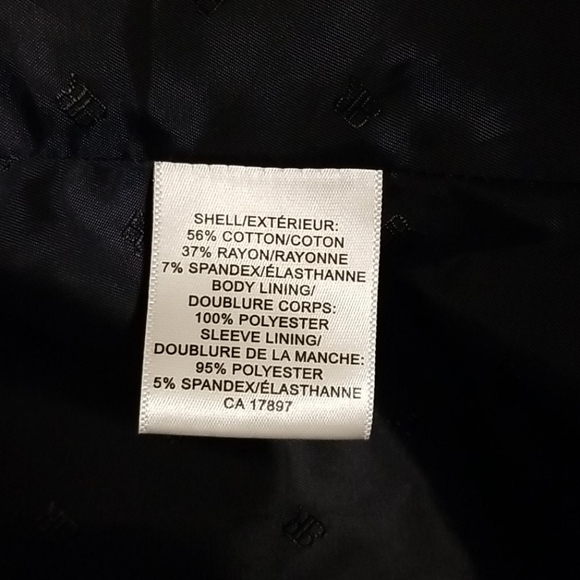 SHELL/EXTÉRIEUR:
56% COTTON/COTON
37% RAYON/RAYONNE
7% SPANDEX/ÉLASTHANNE
BODY LINING/
DOUBLURE CORPS:
100% POLYESTER
SLEEVE LINING/
DOUBLURE DE LA MANCHE:
95% POLYESTER
5% SPANDEX/ÉLASTHANNE
CA 17897